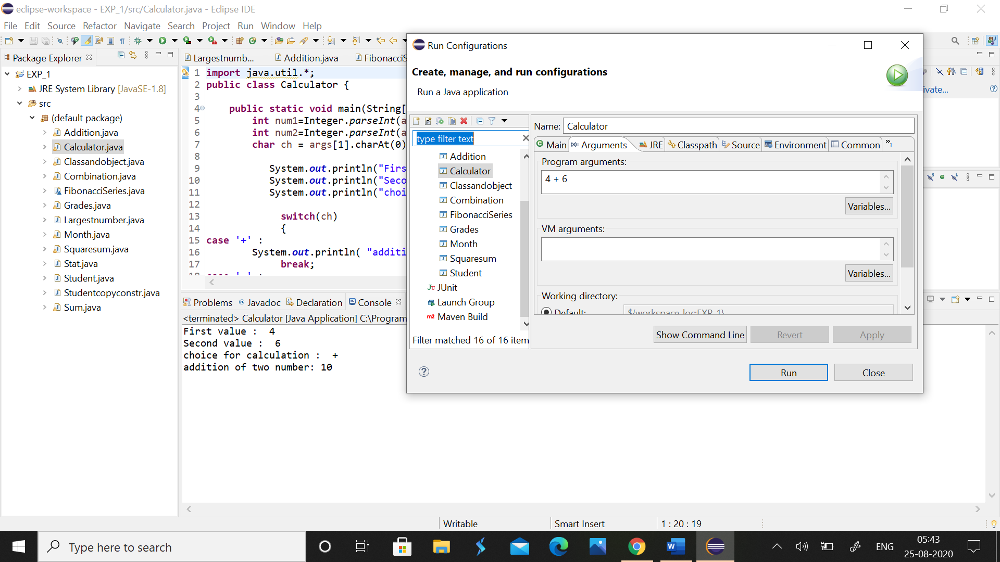 eclipse-workspace - EXP_1/src/Calculator.java - Eclipse IDE
File Edit Source Refactor Navigate Search Project Run Window Help
Package Explorer
EXP_1
JRE System Library [JavaSE-1.8]
src
(default package)
Addition.java
Calculator.java
Classandobject.java
Combination.java
FibonacciSeries.java
Grades.java
Largestnumber.java
Month.java
Squaresum.java
Stat.java
Student.java
Studentcopyconstr.java
Sum.java
Largestnumb... Addition.java FibonacciS
1 import java.util.*;
2 public class Calculator {
3
4 public static void main(String[
5 int num1=Integer.parseInt(a
6 int num2=Integer.parseInt(a
7 char ch = args[1].charAt(0)
8
9 System.out.println("Firs
10 System.out.println("Seco
11 System.out.println("choi
12
13 switch(ch)
14 {
15 case '+' :
16 System.out.println( "additi
17 break;
Problems Javadoc Declaration Console
<terminated> Calculator [Java Application] C:\Program
First value : 4
Second value : 6
choice for calculation : +
addition of two number: 10
Run Configurations
Create, manage, and run configurations
Run a Java application
type filter text
Addition
Calculator
Classandobject
Combination
FibonacciSeries
Grades
Month
Squaresum
Student
JUnit
Launch Group
Maven Build
Filter matched 16 of 16 item
Name: Calculator
Main Arguments JRE Classpath Source Environment Common »1
Program arguments:
4 + 6
Variables...
VM arguments:
Variables...
Working directory:
Default: ${workspace_loc:EXP_1}
Show Command Line Revert Apply
Run Close
ivate...
Writable Smart Insert 1 : 20 : 19
Type here to search
ENG
05:43
25-08-2020